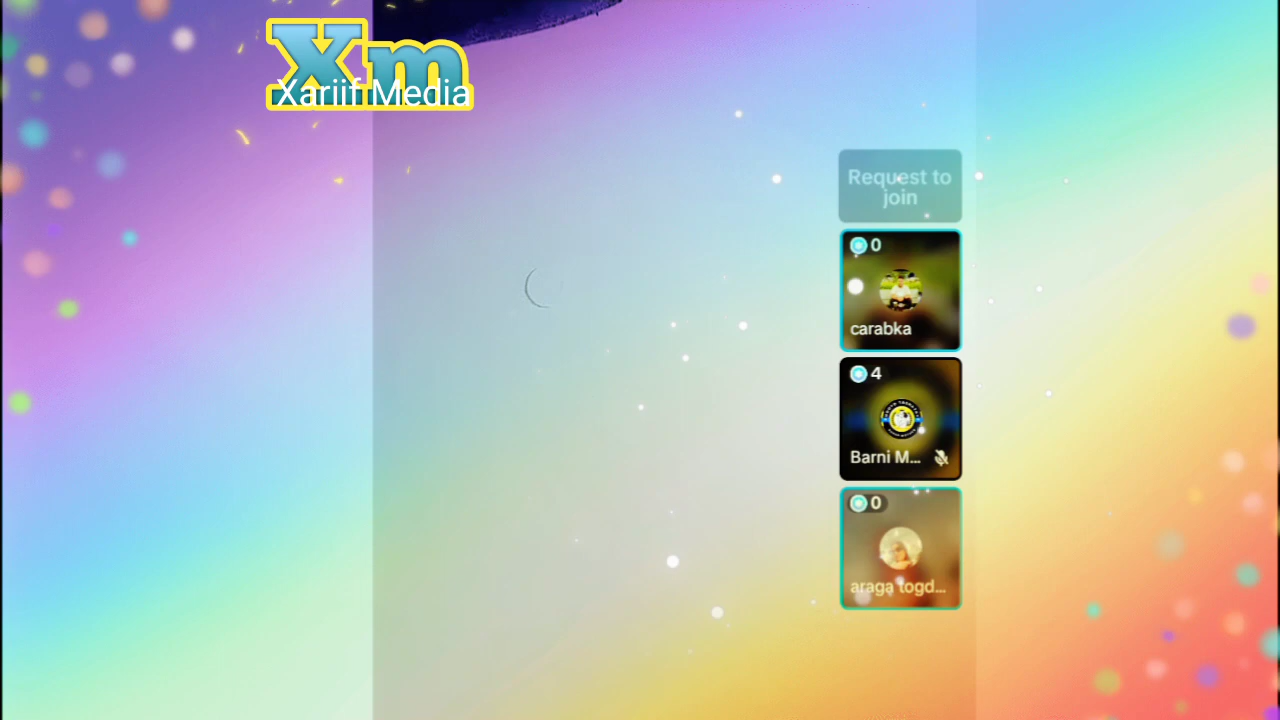 Xm
Xariif Media
Request to
join
0
carabka
4
Barni M...
0
araga togd...